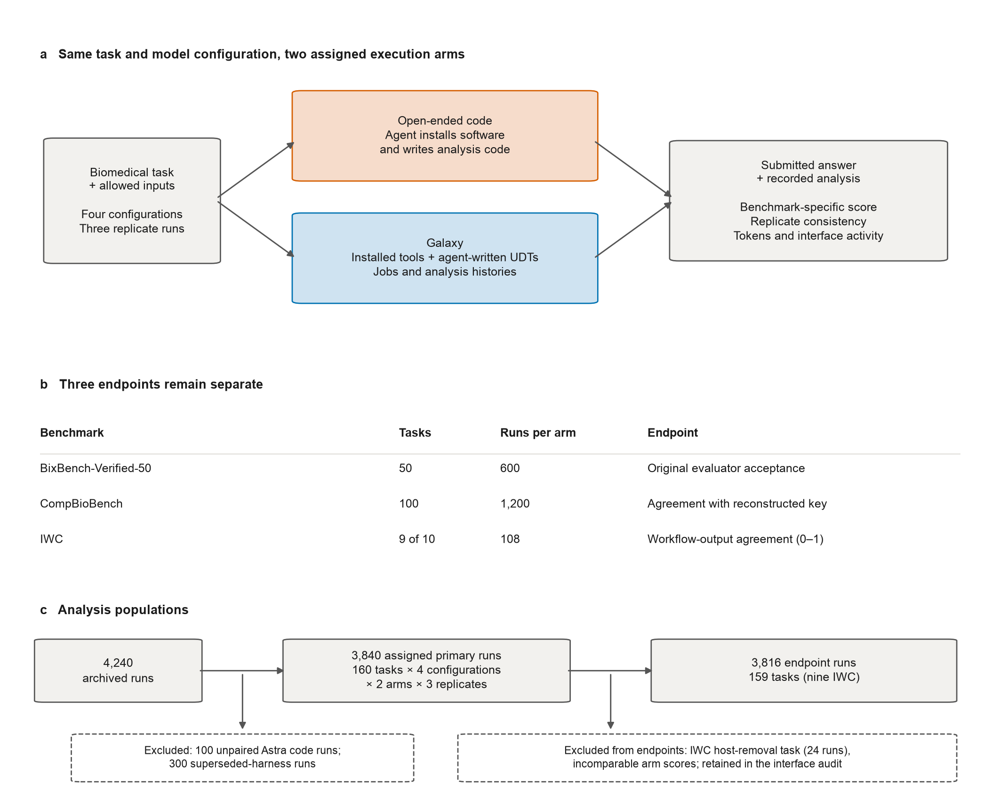 a Same task and model configuration, two assigned execution arms
Biomedical task
+ allowed inputs
Four configurations
Three replicate runs
Open-ended code
Agent installs software
and writes analysis code
Galaxy
Installed tools + agent-written UDTs
Jobs and analysis histories
Submitted answer
+ recorded analysis
Benchmark-specific score
Replicate consistency
Tokens and interface activity
b Three endpoints remain separate
Benchmark Tasks Runs per arm Endpoint
BixBench-Verified-50 50 600 Original evaluator acceptance
CompBioBench 100 1,200 Agreement with reconstructed key
IWC 9 of 10 108 Workflow-output agreement (0–1)
c Analysis populations
4,240
archived runs
3,840 assigned primary runs
160 tasks × 4 configurations
× 2 arms × 3 replicates
3,816 endpoint runs
159 tasks (nine IWC)
Excluded: 100 unpaired Astra code runs;
300 superseded-harness runs
Excluded from endpoints: IWC host-removal task (24 runs),
incomparable arm scores; retained in the interface audit